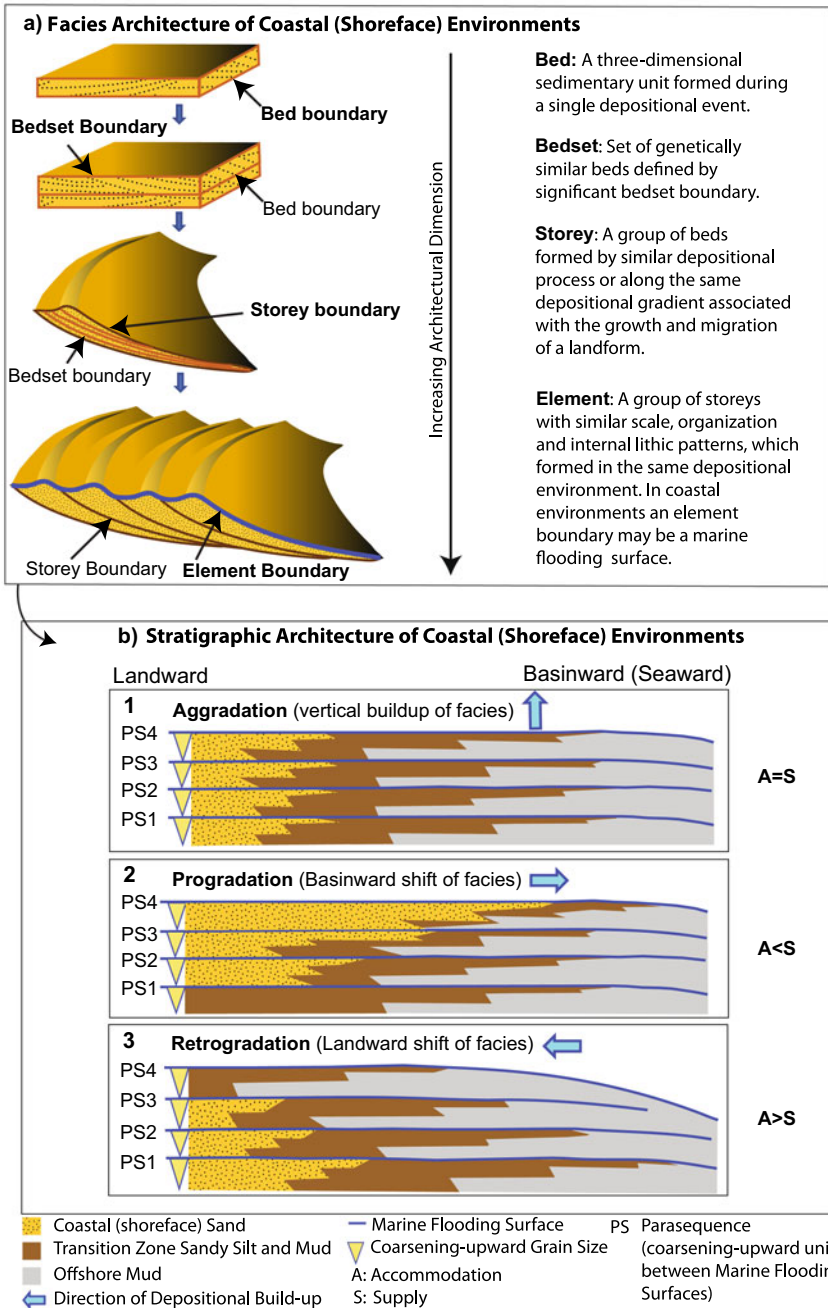 a) Facies Architecture of Coastal (Shoreface) Environments
Bed boundary
Bedset Boundary
Bed boundary
Storey boundary
Bedset boundary
Storey Boundary
Element Boundary
Increasing Architectural Dimension
Bed: A three-dimensional
sedimentary unit formed during
a single depositional event.
Bedset: Set of genetically
similar beds defined by
significant bedset boundary.
Storey: A group of beds
formed by similar depositional
process or along the same
depositional gradient associated
with the growth and migration
of a landform.
Element: A group of storeys
with similar scale, organization
and internal lithic patterns, which
formed in the same depositional
environment. In coastal
environments an element
boundary may be a marine
flooding surface.
b) Stratigraphic Architecture of Coastal (Shoreface) Environments
Landward
Basinward (Seaward)
1 Aggradation (vertical buildup of facies)
PS4
PS3
PS2
PS1
A=S
2 Progradation (Basinward shift of facies)
PS4
PS3
PS2
PS1
A<S
3 Retrogradation (Landward shift of facies)
PS4
PS3
PS2
PS1
A>S
Coastal (shoreface) Sand
Transition Zone Sandy Silt and Mud
Offshore Mud
Direction of Depositional Build-up
Marine Flooding Surface
Coarsening-upward Grain Size
A: Accommodation
S: Supply
PS Parasequence
(coarsening-upward uni
between Marine Floodin
Surfaces)